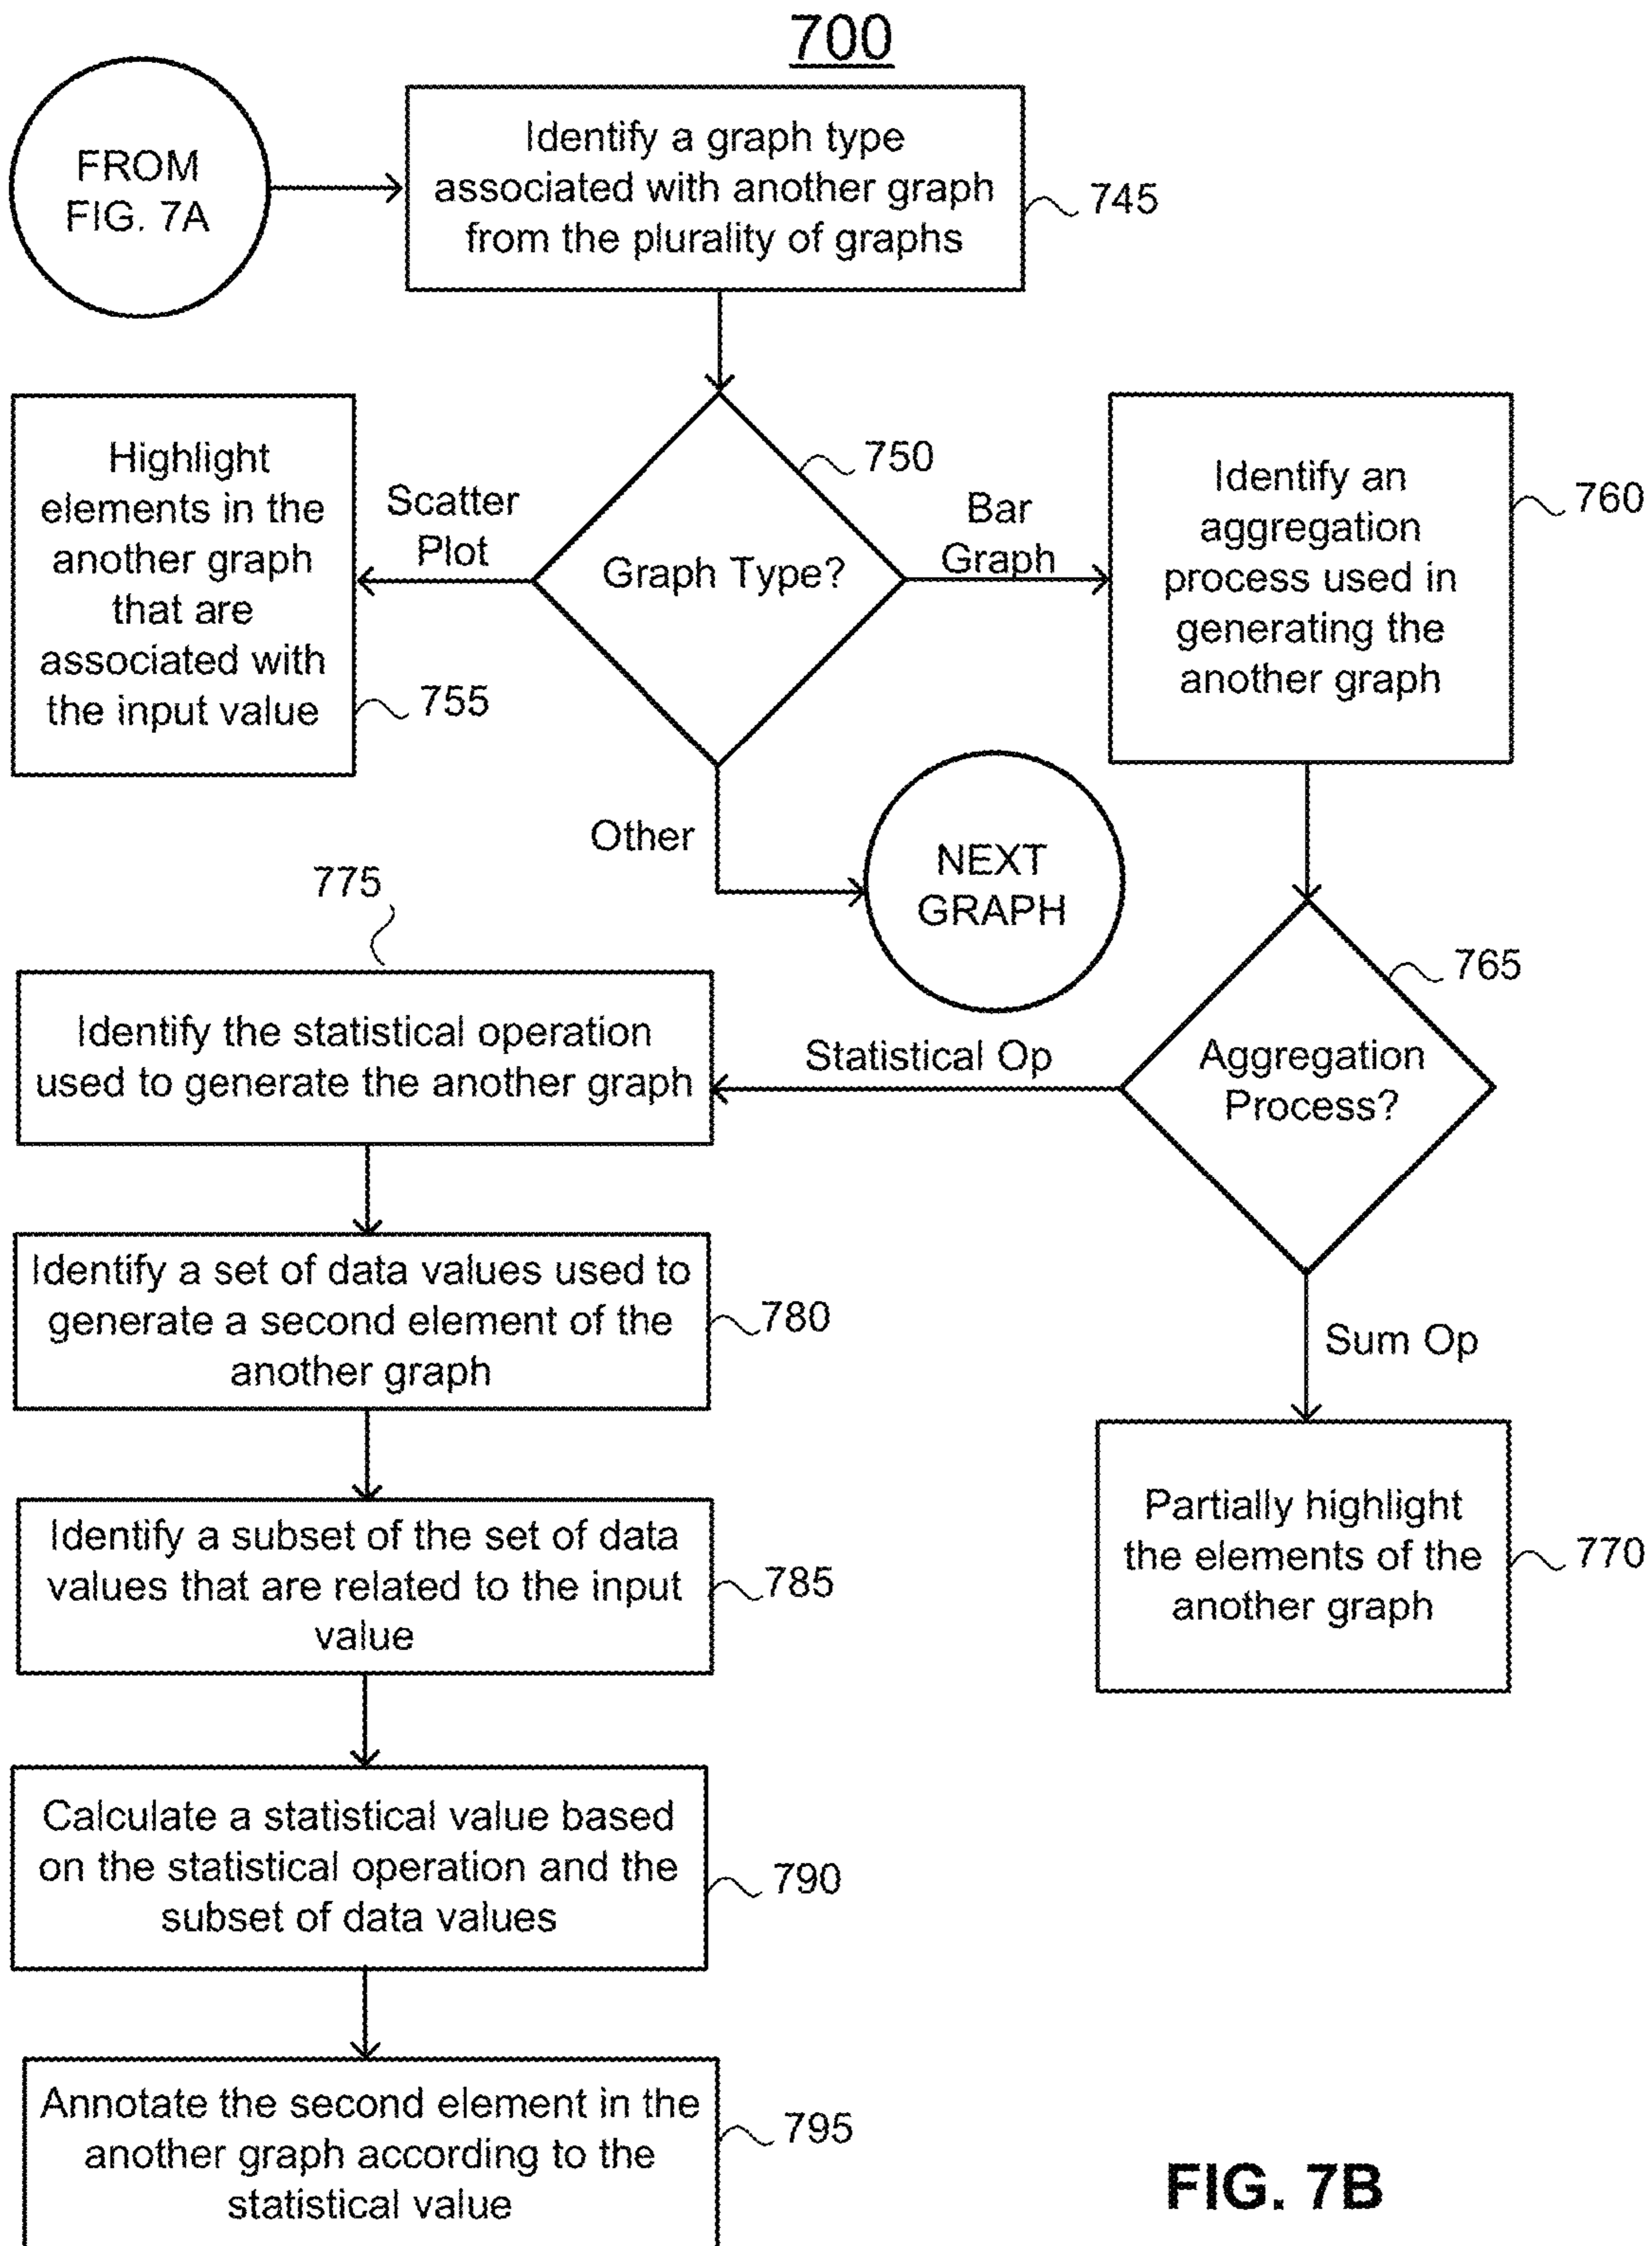 700
FROM
FIG. 7A
Identify a graph type
associated with another graph
from the plurality of graphs
745
750
Graph Type?
Scatter
Plot
Highlight
elements in the
another graph
that are
associated with
the input value
755
Bar
Graph
Identify an
aggregation
process used in
generating the
another graph
760
Other
NEXT
GRAPH
765
Aggregation
Process?
Statistical Op
775
Identify the statistical operation
used to generate the another graph
Identify a set of data values used to
generate a second element of the
another graph
780
Sum Op
Partially highlight
the elements of the
another graph
770
Identify a subset of the set of data
values that are related to the input
value
785
Calculate a statistical value based
on the statistical operation and the
subset of data values
790
Annotate the second element in the
another graph according to the
statistical value
795
FIG. 7B